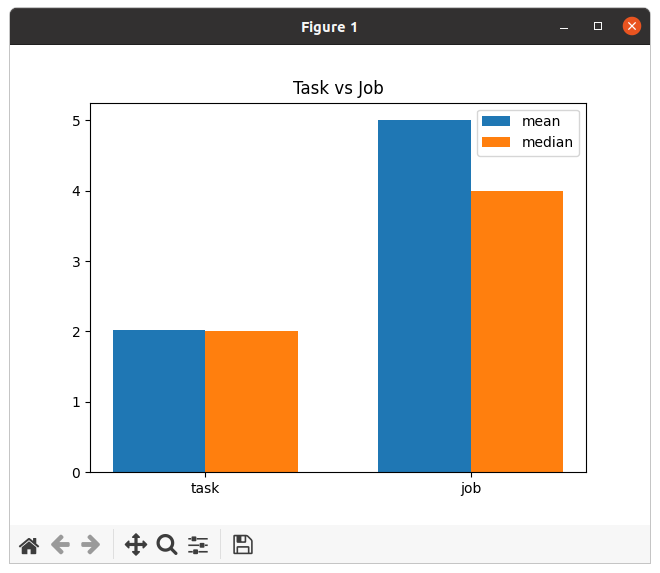 Figure 1
Task vs Job
mean
median
5
4
3
2
1
0
task
job